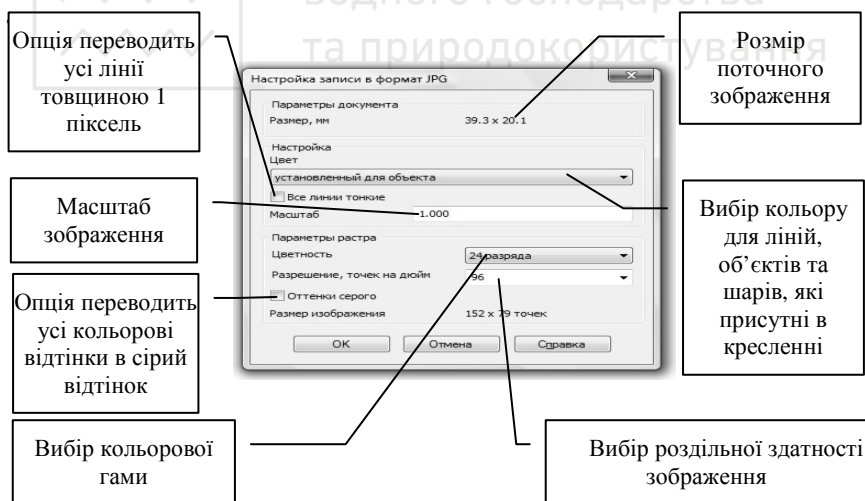 водного господарства
та природокористування
Опція переводить
усі лінії
товщиною 1
піксель
Розмір
поточного
зображення
Настройка записи в формат JPG
Параметры документа
Размер, мм 39.3 x 20.1
Настройка
Цвет
установленный для объекта
Все линии тонкие
Масштаб 1.000
Параметры растра
Цветность 24 разряда
Разрешение, точек на дюйм 96
Оттенки серого
Размер изображения 152 x 79 точек
OK Отмена Справка
Масштаб
зображення
Вибір кольору
для ліній,
об’єктів та
шарів, які
присутні в
кресленні
Опція переводить
усі кольорові
відтінки в сірий
відтінок
Вибір кольорової
гами
Вибір роздільної здатності
зображення